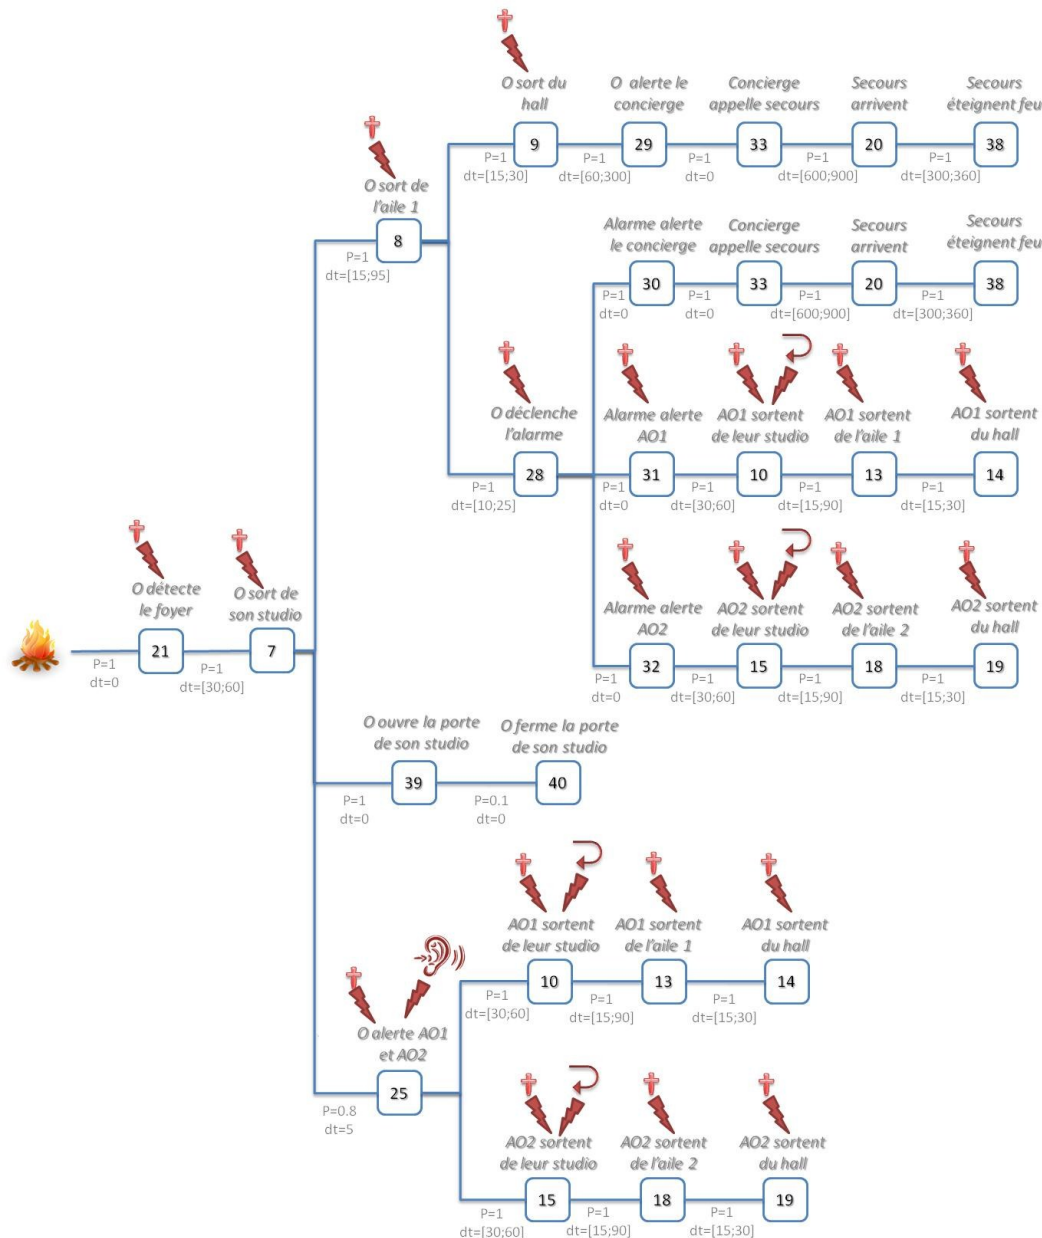 O sort du
hall
O alerte le
concierge
Concierge
appelle secours
Secours
arrivent
Secours
éteignent feu
9
29
33
20
38
P=1
dt=[15;30]
P=1
dt=[60;300]
P=1
dt=0
P=1
dt=[600;900]
P=1
dt=[300;360]
O sort de
l'aile 1
8
P=1
dt=[15;95]
Alarme alerte
le concierge
Concierge
appelle secours
Secours
arrivent
Secours
éteignent feu
30
33
20
38
P=1
dt=0
P=1
dt=0
P=1
dt=[600;900]
P=1
dt=[300;360]
O déclenche
l'alarme
28
P=1
dt=[10;25]
Alarme alerte
AO1
AO1 sortent
de leur studio
AO1 sortent
de l'aile 1
AO1 sortent
du hall
31
10
13
14
P=1
dt=0
P=1
dt=[30;60]
P=1
dt=[15;90]
P=1
dt=[15;30]
Alarme alerte
AO2
AO2 sortent
de leur studio
AO2 sortent
de l'aile 2
AO2 sortent
du hall
32
15
18
19
P=1
dt=0
P=1
dt=[30;60]
P=1
dt=[15;90]
P=1
dt=[15;30]
O détecte
le foyer
O sort de
son studio
21
7
P=1
dt=0
P=1
dt=[30;60]
O ouvre la porte
de son studio
O ferme la porte
de son studio
39
40
P=1
dt=0
P=0.1
dt=0
O alerte AO1
et AO2
25
P=0.8
dt=5
AO1 sortent
de leur studio
AO1 sortent
de l'aile 1
AO1 sortent
du hall
10
13
14
P=1
dt=[30;60]
P=1
dt=[15;90]
P=1
dt=[15;30]
AO2 sortent
de leur studio
AO2 sortent
de l'aile 2
AO2 sortent
du hall
15
18
19
P=1
dt=[30;60]
P=1
dt=[15;90]
P=1
dt=[15;30]